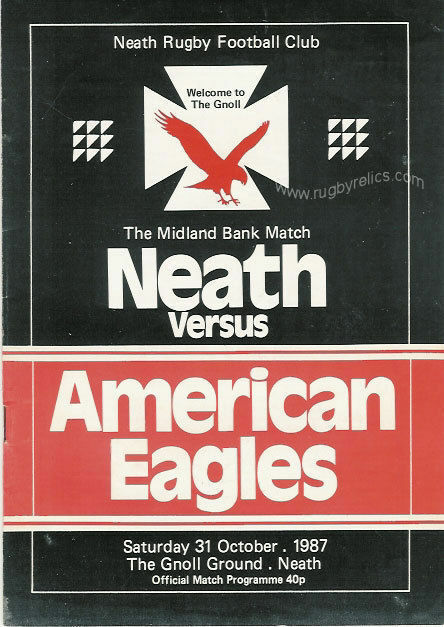 Neath Rugby Football Club
Welcome to
The Gnoll
www.rugbyrelics.com
The Midland Bank Match
Neath
Versus
American
Eagles
Saturday 31 October . 1987
The Gnoll Ground . Neath
Official Match Programme 40p